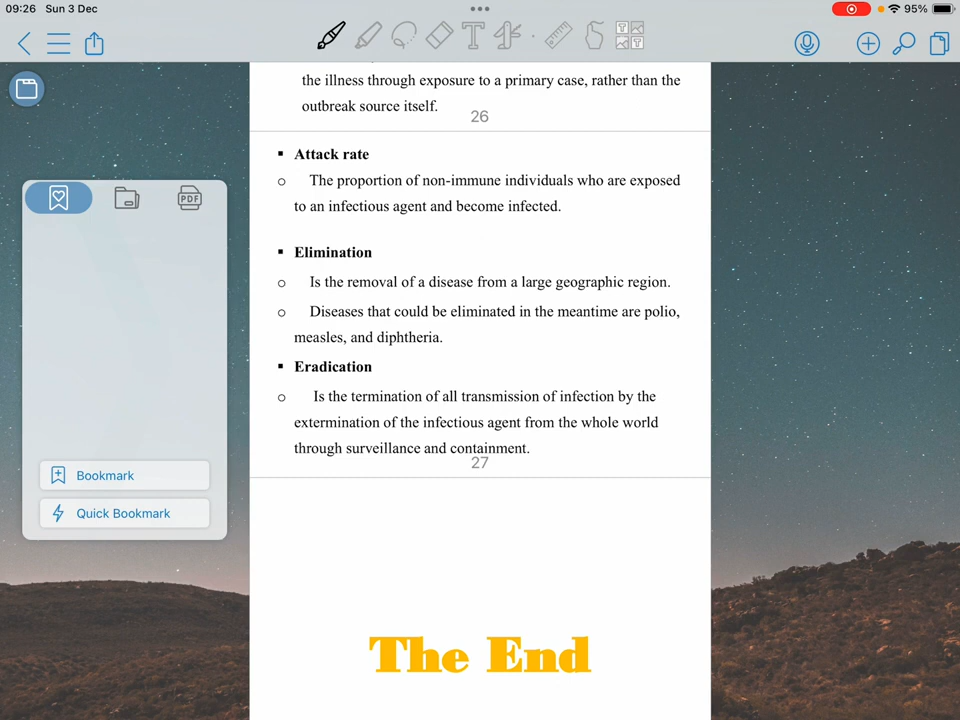 09:26 Sun 3 Dec
95%
the illness through exposure to a primary case, rather than the
outbreak source itself.
26
▪ Attack rate
o The proportion of non-immune individuals who are exposed
to an infectious agent and become infected.
▪ Elimination
o Is the removal of a disease from a large geographic region.
o Diseases that could be eliminated in the meantime are polio,
measles, and diphtheria.
▪ Eradication
o Is the termination of all transmission of infection by the
extermination of the infectious agent from the whole world
through surveillance and containment.
27
The End
PDF
Bookmark
Quick Bookmark